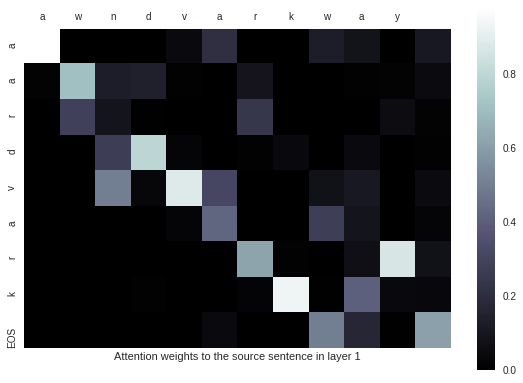 a w n d v a r k w a y
a
a
r
d
v
a
r
k
EOS
0.8
0.6
0.4
0.2
0.0
Attention weights to the source sentence in layer 1